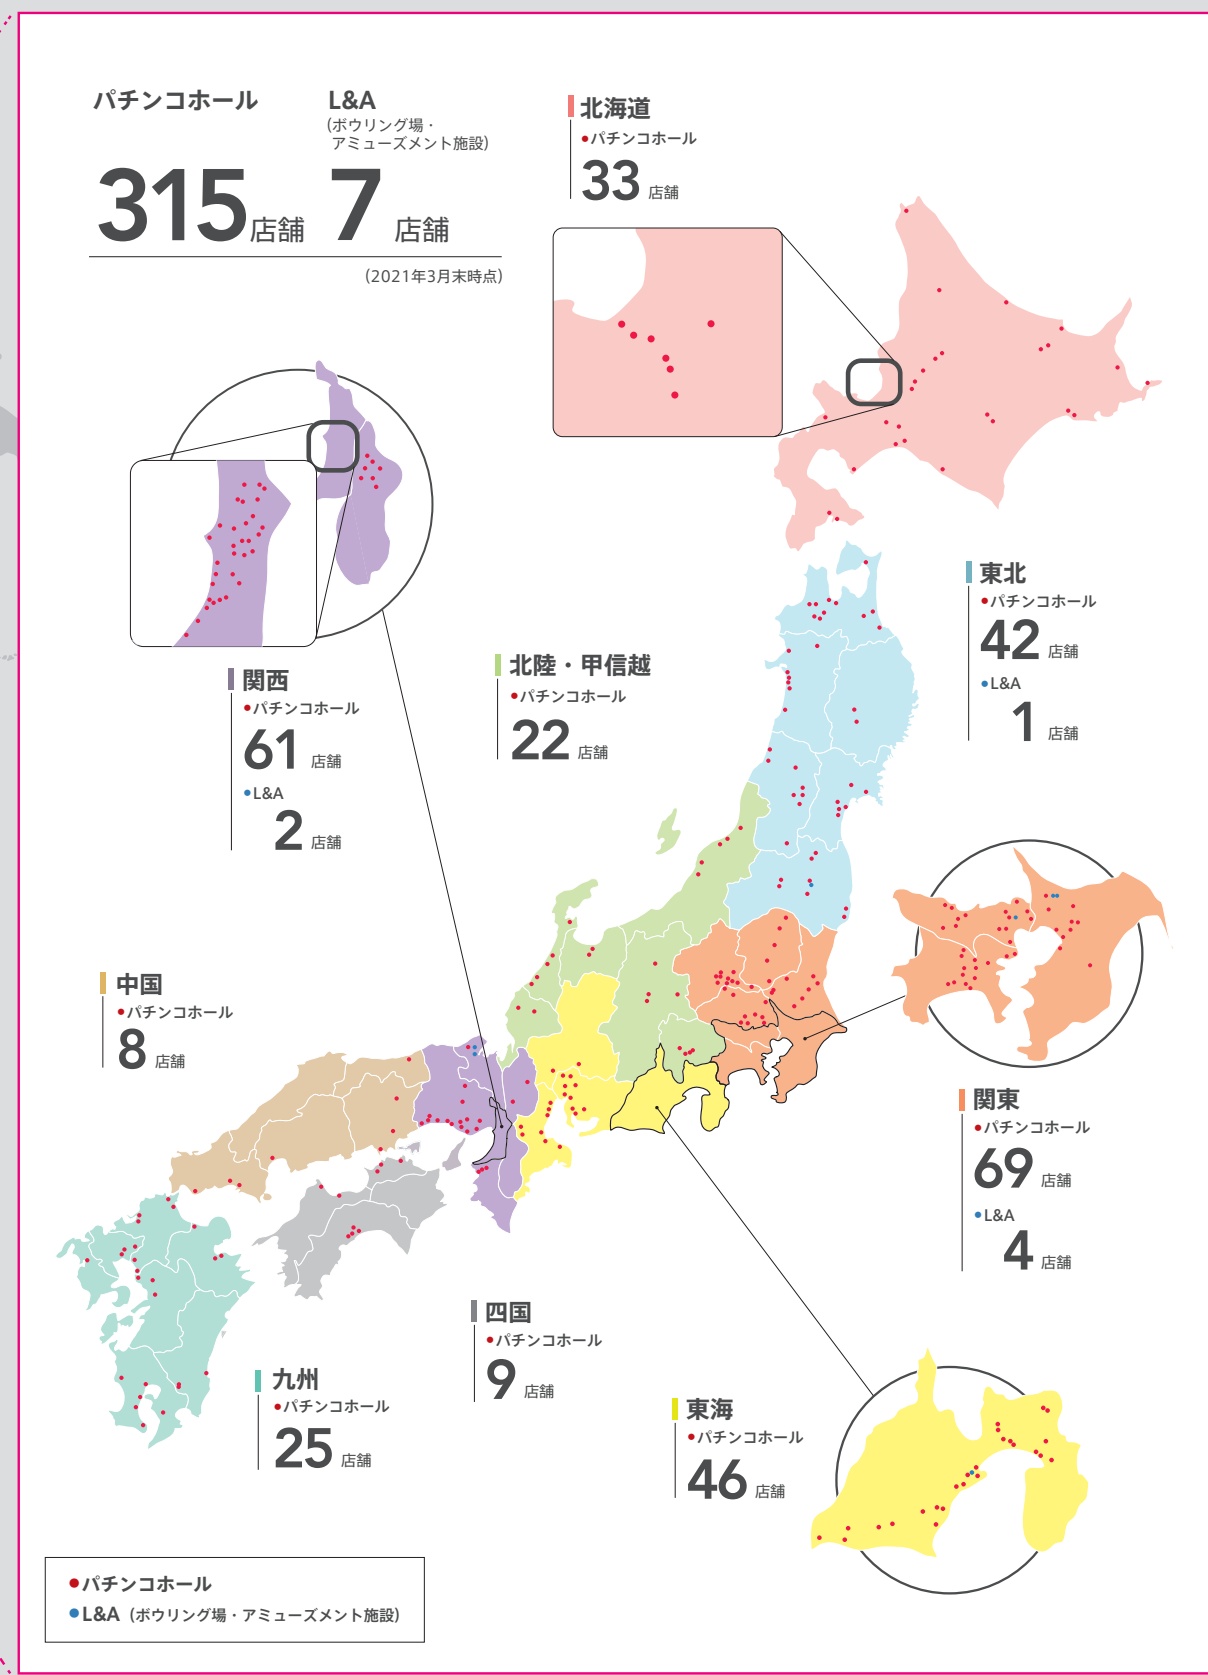 パチンコホール
315店舗
L&A
(ボウリング場・
アミューズメント施設)
7 店舗
(2021年3月末時点)
北海道
•パチンコホール
33 店舗
東北
•パチンコホール
42 店舗
•L&A
1 店舗
関西
•パチンコホール
61 店舗
•L&A
2 店舗
北陸・甲信越
•パチンコホール
22 店舗
中国
•パチンコホール
8 店舗
関東
•パチンコホール
69 店舗
•L&A
4 店舗
四国
•パチンコホール
9 店舗
九州
•パチンコホール
25 店舗
東海
•パチンコホール
46 店舗
•パチンコホール
•L&A (ボウリング場・アミューズメント施設)